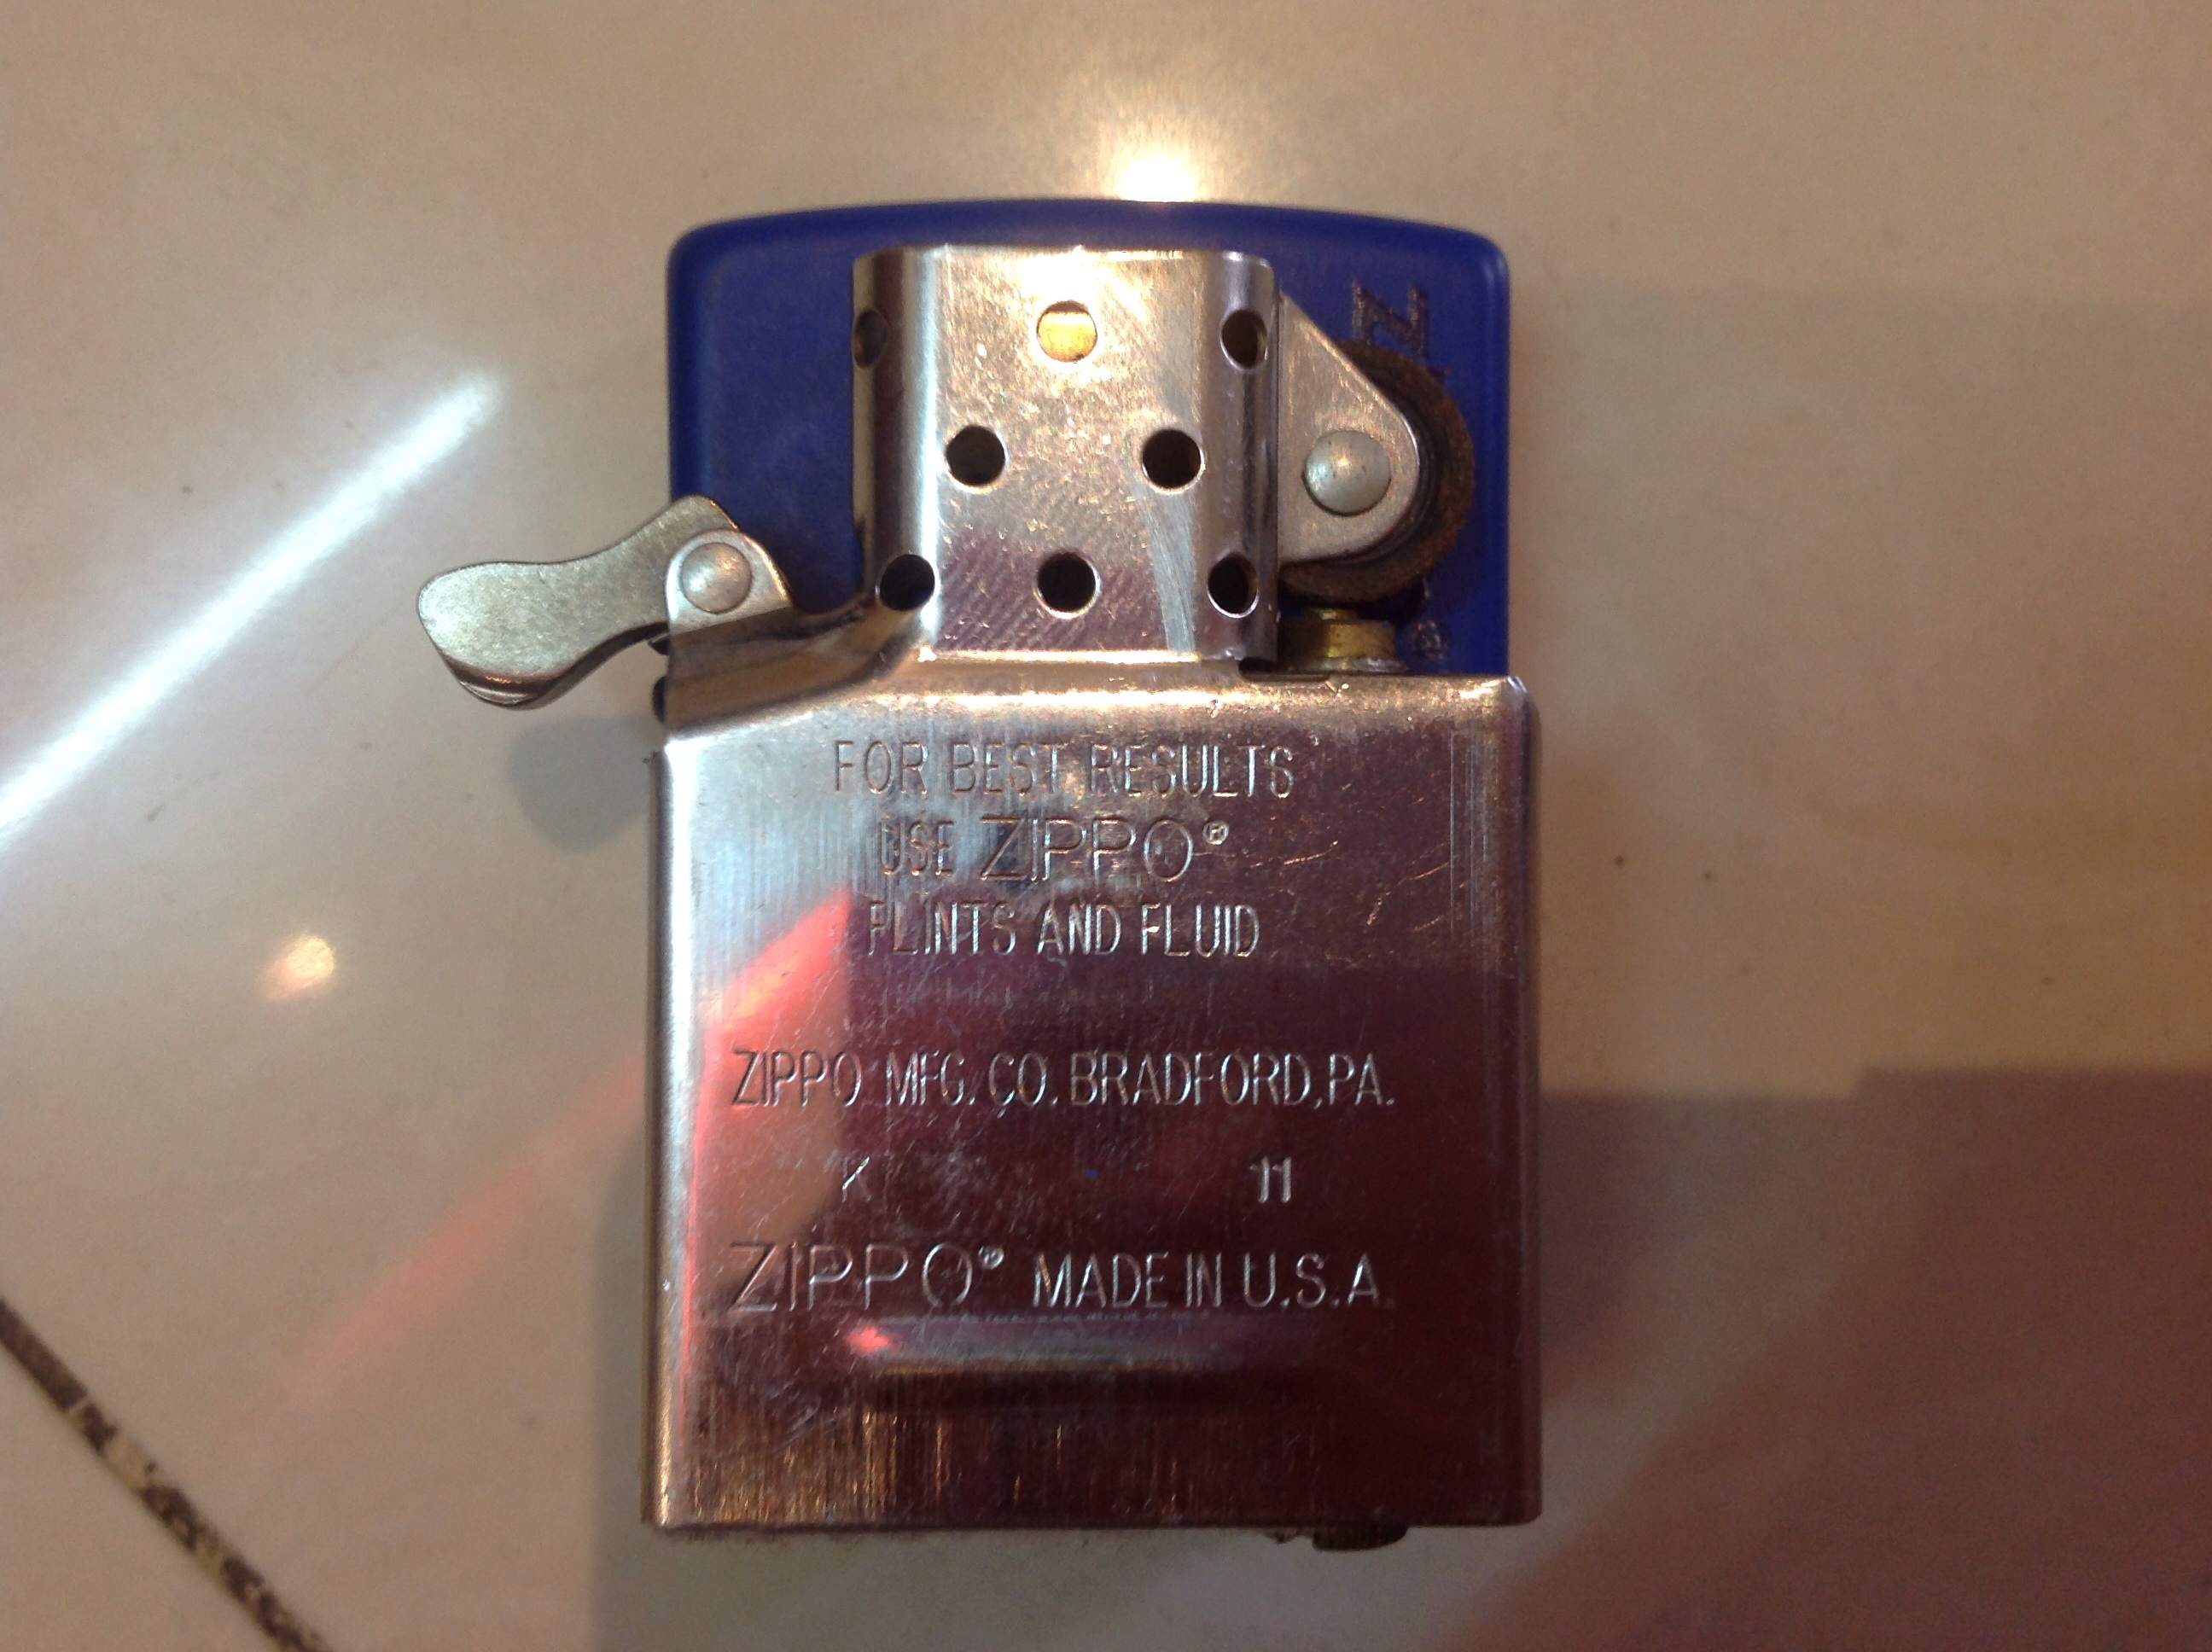 FOR BEST RESULTS
USE ZIPPO®
FLINTS AND FLUID
ZIPPO MFG. CO. BRADFORD, PA.
K 11
ZIPPO® MADE IN U.S.A.
Z
®